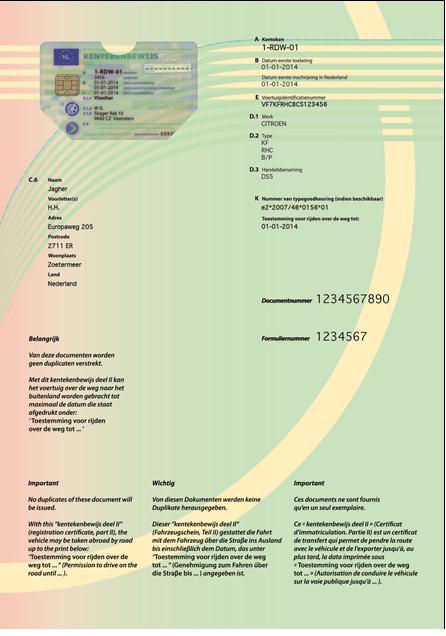 NL
KENTEKENBEWIJS
1-RDW-01
3456
01-01-2014
01-01-2014
Visscher
W G
Skager Rak 10
9642 CZ Veendam
A Kenteken
1-RDW-01
B Datum eerste toelating
01-01-2014
Datum eerste inschrijving in Nederland
01-01-2014
E Voertuigidentificatienummer
VF7KFRHC8CS123456
D.1 Merk
CITROEN
D.2 Type
KF
RHC
B/P
D.3 Handelsbenaming
DS5
K Nummer van typegoedkeuring (indien beschikbaar)
e2*2007/46*0156*01
Toestemming voor rijden over de weg tot:
01-01-2014
C.6 Naam
Jagher
Voorletter(s)
H.H.
Adres
Europaweg 205
Postcode
2711 ER
Woonplaats
Zoetermeer
Land
Nederland
Documentnummer 1234567890
Formuliernummer 1234567
Belangrijk
Van deze documenten worden
geen duplicaten verstrekt.
Met dit kentekenbewijs deel II kan
het voertuig over de weg naar het
buitenland worden gebracht tot
maximaal de datum die staat
afgedrukt onder:
"Toestemming voor rijden
over de weg tot ..."
Important
No duplicates of these document will
be issued.
With this "kentekenbewijs deel II"
(registration certificate, part II), the
vehicle may be taken abroad by road
up to the print below:
"Toestemming voor rijden over de
weg tot ... " (Permission to drive on the
road until ... ).
Wichtig
Von diesen Dokumenten werden keine
Duplikate herausgegeben.
Dieser "kentekenbewijs deel II"
(Fahrzeugschein, Teil II) gestattet die Fahrt
mit dem Fahrzeug über die Straße ins Ausland
bis einschließlich dem Datum, das unter
"Toestemming voor rijden over de weg
tot ... " (Genehmigung zum Fahren über
die Straße bis ... ) angegeben ist.
Important
Ces documents ne sont fournis
qu'en un seul exemplaire.
Ce « kentekenbewijs deel II » (Certificat
d'immatriculation. Partie II) est un certificat
de transfert qui permet de pendre la route
avec le véhicule et de l'exporter jusqu'à, au
plus tard, la data imprimée sous
« Toestemming voor rijden over de weg
tot ... » (Autorisation de conduire le véhicule
sur la voie publique jusqu'à ... ).